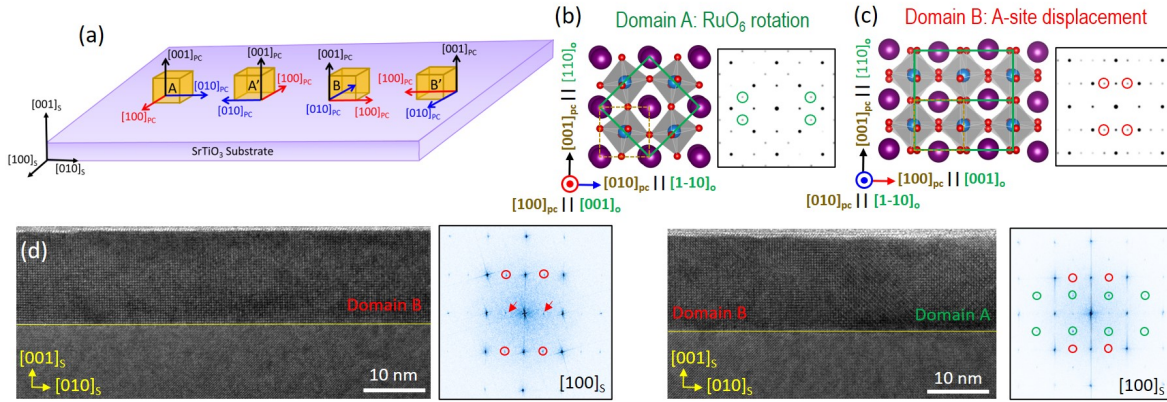 (a)
[001]PC
[001]PC
[001]PC
[001]PC
A
[010]PC
[100]PC
A'
[100]PC
[010]PC
B
[010]PC
[100]PC
[100]PC
B'
[010]PC
[001]S
[100]S
[010]S
SrTiO3 Substrate
(b)
Domain A: RuO6 rotation
[001]pc || [110]o
[010]pc || [1-10]o
[100]pc || [001]o
(c)
Domain B: A-site displacement
[001]pc || [110]o
[100]pc || [001]o
[010]pc || [1-10]o
(d)
Domain B
[001]S
[010]S
10 nm
[100]S
Domain B
Domain A
[001]S
[010]S
10 nm
[100]S